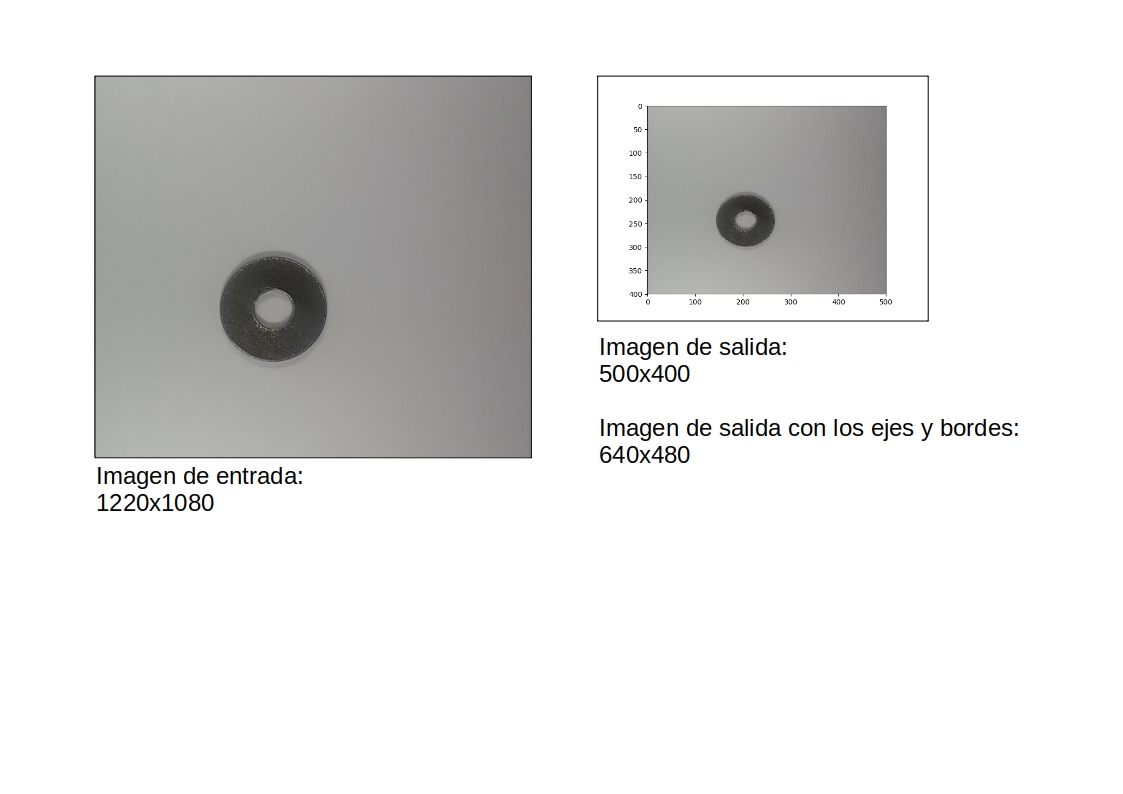 0
50
100
150
200
250
300
350
400
0 100 200 300 400 500
Imagen de salida:
500x400
Imagen de salida con los ejes y bordes:
640x480
Imagen de entrada:
1220x1080